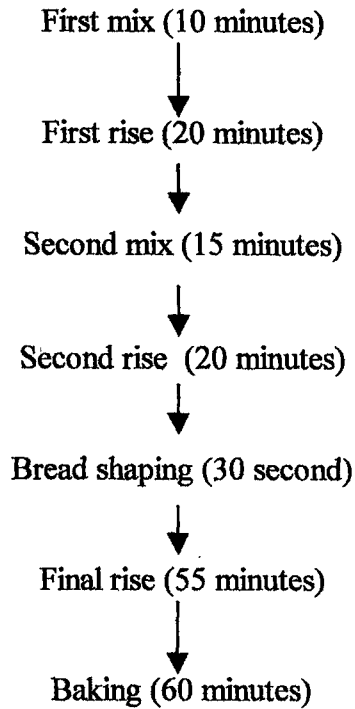 First mix (10 minutes)
First rise (20 minutes)
Second mix (15 minutes)
Second rise (20 minutes)
Bread shaping (30 second)
Final rise (55 minutes)
Baking (60 minutes)